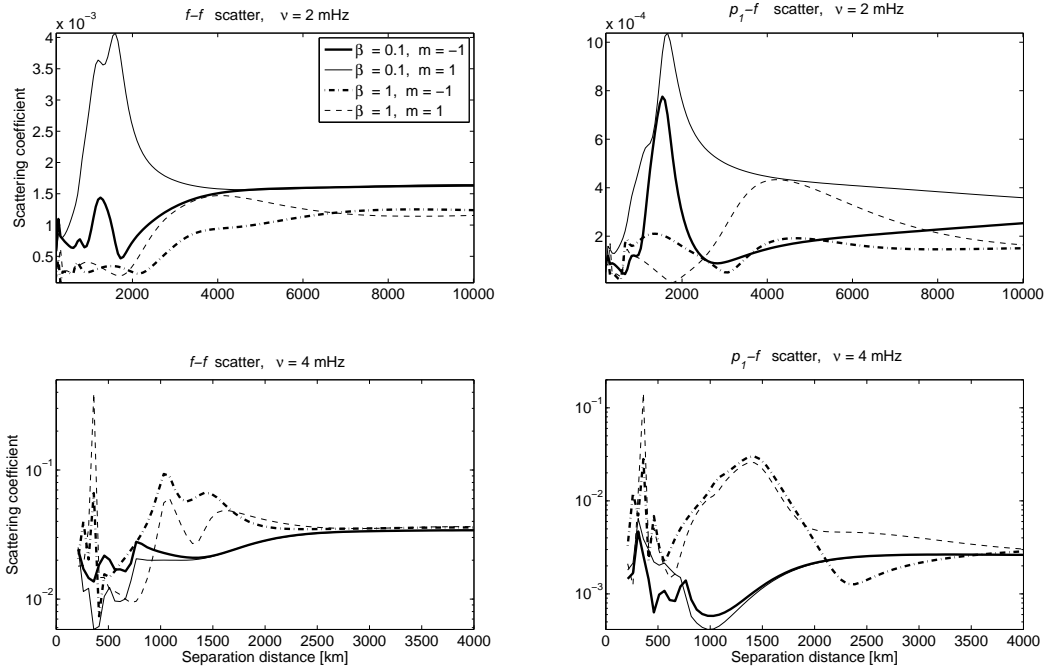 f−f scatter, ν = 2 mHz
x 10⁻³
Scattering coefficient
4
3.5
3
2.5
2
1.5
1
0.5
2000 4000 6000 8000 10000
β = 0.1, m = −1
β = 0.1, m = 1
β = 1, m = −1
β = 1, m = 1
p₁−f scatter, ν = 2 mHz
x 10⁻⁴
10
8
6
4
2
2000 4000 6000 8000 10000
f−f scatter, ν = 4 mHz
Scattering coefficient
10⁻¹
10⁻²
0 500 1000 1500 2000 2500 3000 3500 4000
Separation distance [km]
p₁−f scatter, ν = 4 mHz
10⁻¹
10⁻²
10⁻³
0 500 1000 1500 2000 2500 3000 3500 4000
Separation distance [km]